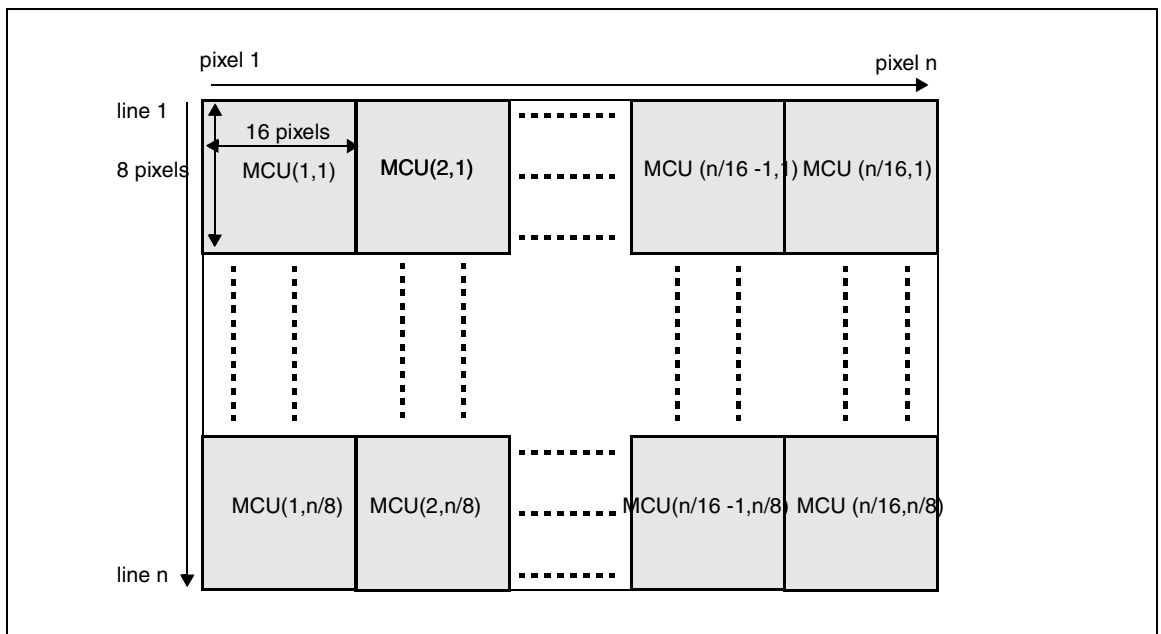 pixel 1
pixel n
line 1
16 pixels
8 pixels
MCU(1,1)
MCU(2,1)
MCU (n/16 -1,1)
MCU (n/16,1)
MCU(1,n/8)
MCU(2,n/8)
MCU(n/16 -1,n/8)
MCU (n/16,n/8)
line n